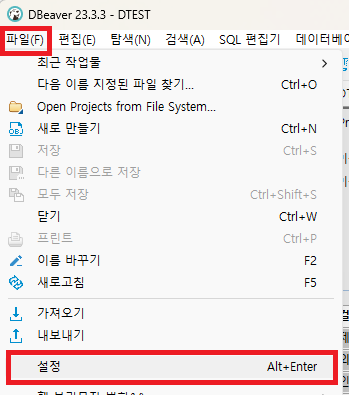 DBeaver 23.3.3 - DTEST
파일(F) 편집(E) 탐색(N) 검색(A) SQL 편집기 데이터베이
최근 작업물
다음 이름 지정된 파일 찾기... Ctrl+O
Open Projects from File System...
새로 만들기 Ctrl+N
저장 Ctrl+S
다른 이름으로 저장
모두 저장 Ctrl+Shift+S
닫기 Ctrl+W
프린트 Ctrl+P
이름 바꾸기 F2
새로고침 F5
가져오기
내보내기
설정 Alt+Enter